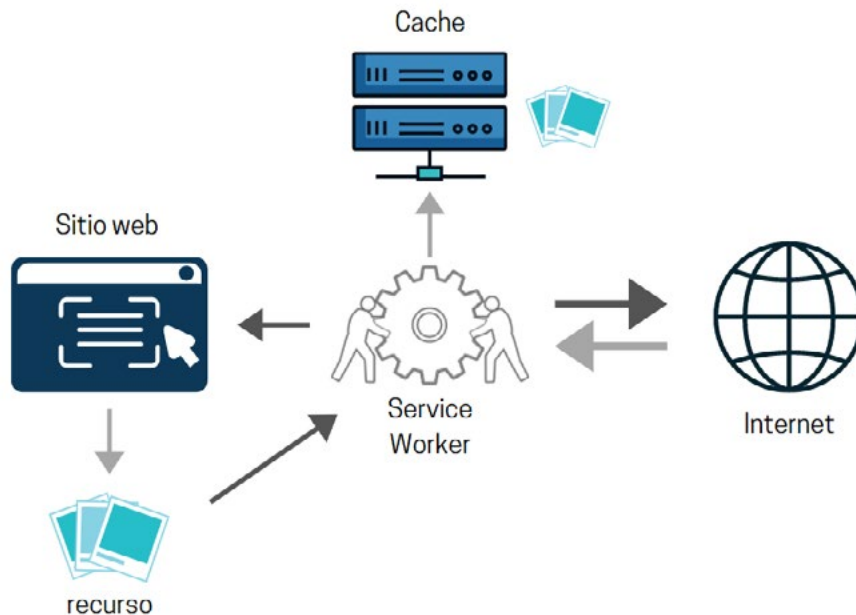 Cache
Sitio web
Service
Worker
Internet
recurso